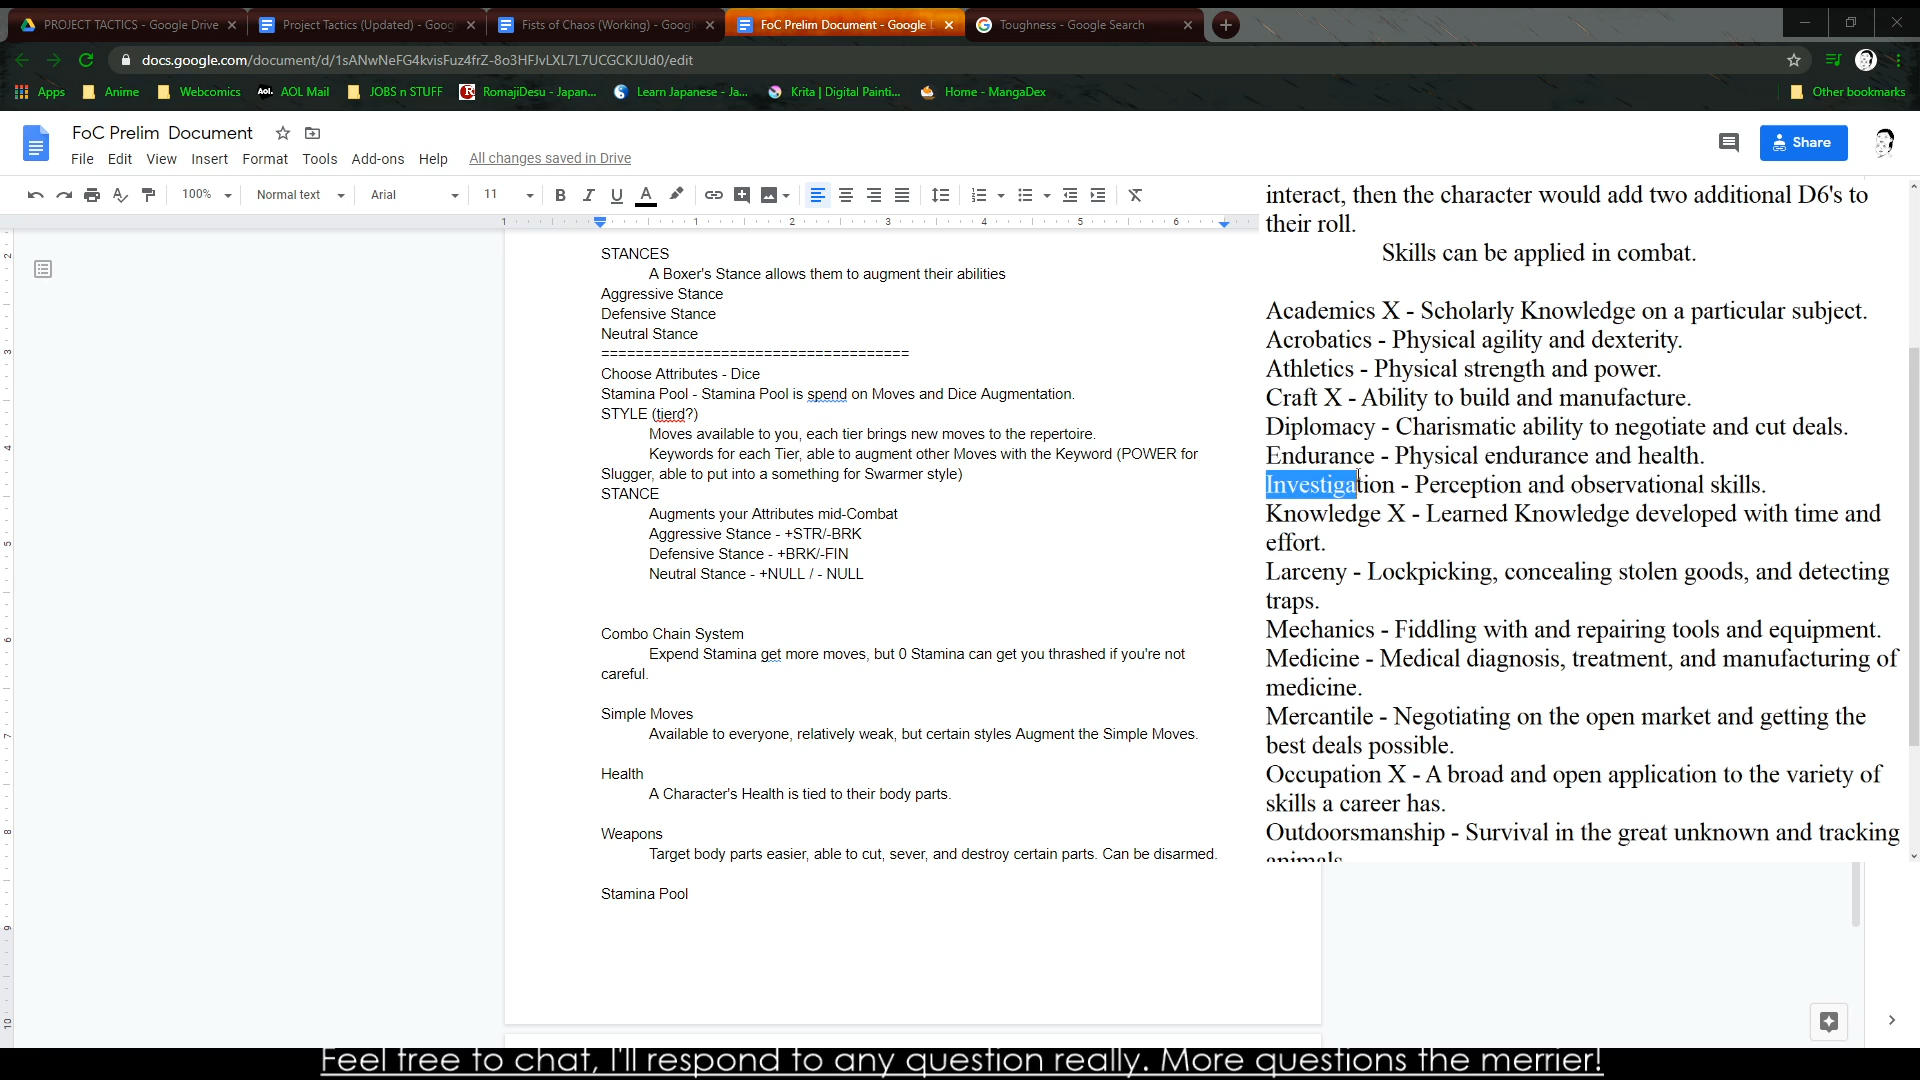 PROJECT TACTICS - Google Drive
Project Tactics (Updated) - Goog
Fists of Chaos (Working) - Googl
FoC Prelim Document - Google D
Toughness - Google Search
docs.google.com/document/d/1sANwNeFG4kvisFuz4frZ-8o3HFJvLXL7L7UCGCKJUd0/edit
Apps
Anime
Webcomics
Aol. AOL Mail
JOBS n STUFF
RomajiDesu - Japan...
Learn Japanese - Ja...
Krita | Digital Painti...
Home - MangaDex
Other bookmarks
FoC Prelim Document
File Edit View Insert Format Tools Add-ons Help All changes saved in Drive
Share
100% Normal text Arial 11
STANCES
A Boxer's Stance allows them to augment their abilities
Aggressive Stance
Defensive Stance
Neutral Stance
====================================
Choose Attributes - Dice
Stamina Pool - Stamina Pool is spend on Moves and Dice Augmentation.
STYLE (tierd?)
Moves available to you, each tier brings new moves to the repertoire.
Keywords for each Tier, able to augment other Moves with the Keyword (POWER for
Slugger, able to put into a something for Swarmer style)
STANCE
Augments your Attributes mid-Combat
Aggressive Stance - +STR/-BRK
Defensive Stance - +BRK/-FIN
Neutral Stance - +NULL / - NULL
Combo Chain System
Expend Stamina get more moves, but 0 Stamina can get you thrashed if you're not
careful.
Simple Moves
Available to everyone, relatively weak, but certain styles Augment the Simple Moves.
Health
A Character's Health is tied to their body parts.
Weapons
Target body parts easier, able to cut, sever, and destroy certain parts. Can be disarmed.
Stamina Pool
interact, then the character would add two additional D6's to
their roll.
Skills can be applied in combat.
Academics X - Scholarly Knowledge on a particular subject.
Acrobatics - Physical agility and dexterity.
Athletics - Physical strength and power.
Craft X - Ability to build and manufacture.
Diplomacy - Charismatic ability to negotiate and cut deals.
Endurance - Physical endurance and health.
Investigation - Perception and observational skills.
Knowledge X - Learned Knowledge developed with time and
effort.
Larceny - Lockpicking, concealing stolen goods, and detecting
traps.
Mechanics - Fiddling with and repairing tools and equipment.
Medicine - Medical diagnosis, treatment, and manufacturing of
medicine.
Mercantile - Negotiating on the open market and getting the
best deals possible.
Occupation X - A broad and open application to the variety of
skills a career has.
Outdoorsmanship - Survival in the great unknown and tracking
animals
Feel free to chat, I'll respond to any question really. More questions the merrier!